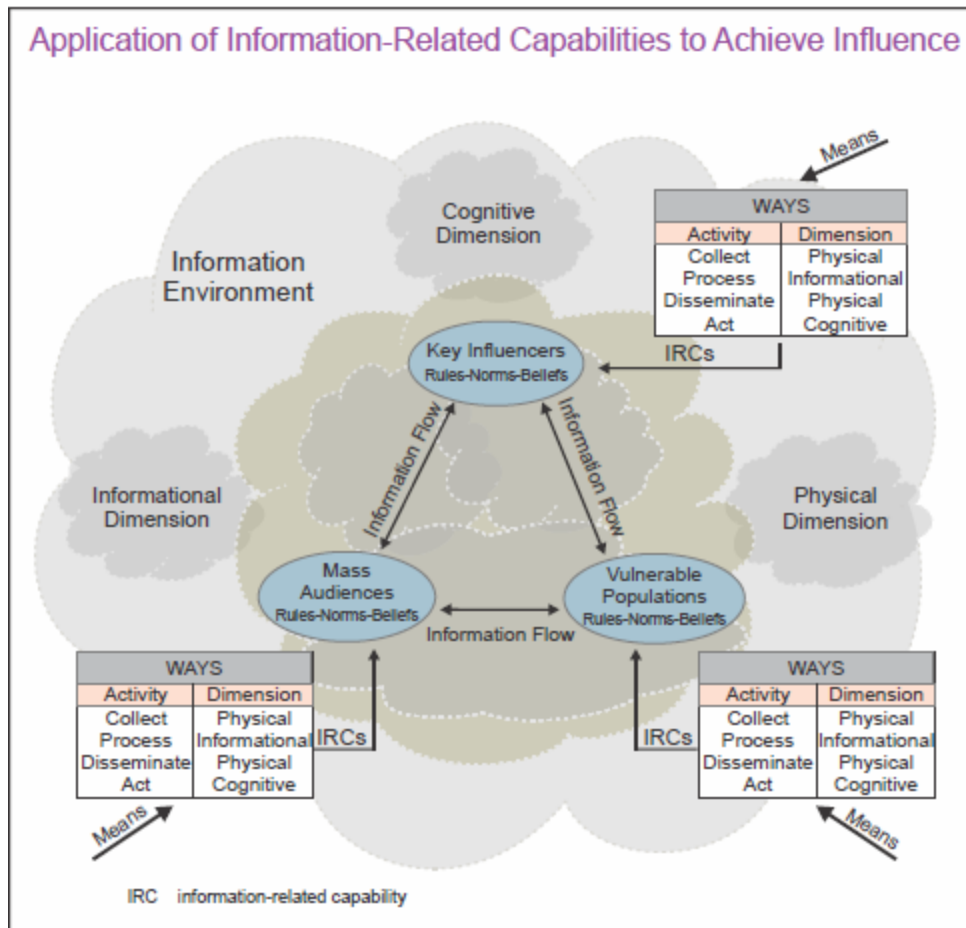 Application of Information-Related Capabilities to Achieve Influence
Means
WAYS
Activity Dimension
Collect Physical
Process Informational
Disseminate Physical
Act Cognitive
IRCs
Cognitive
Dimension
Information
Environment
Key Influencers
Rules-Norms-Beliefs
Information Flow
Information Flow
Informational
Dimension
Physical
Dimension
Mass
Audiences
Rules-Norms-Beliefs
Information Flow
Vulnerable
Populations
Rules-Norms-Beliefs
WAYS
Activity Dimension
Collect Physical
Process Informational
Disseminate Physical
Act Cognitive
IRCs
Means
IRCs
WAYS
Activity Dimension
Collect Physical
Process Informational
Disseminate Physical
Act Cognitive
Means
IRC information-related capability